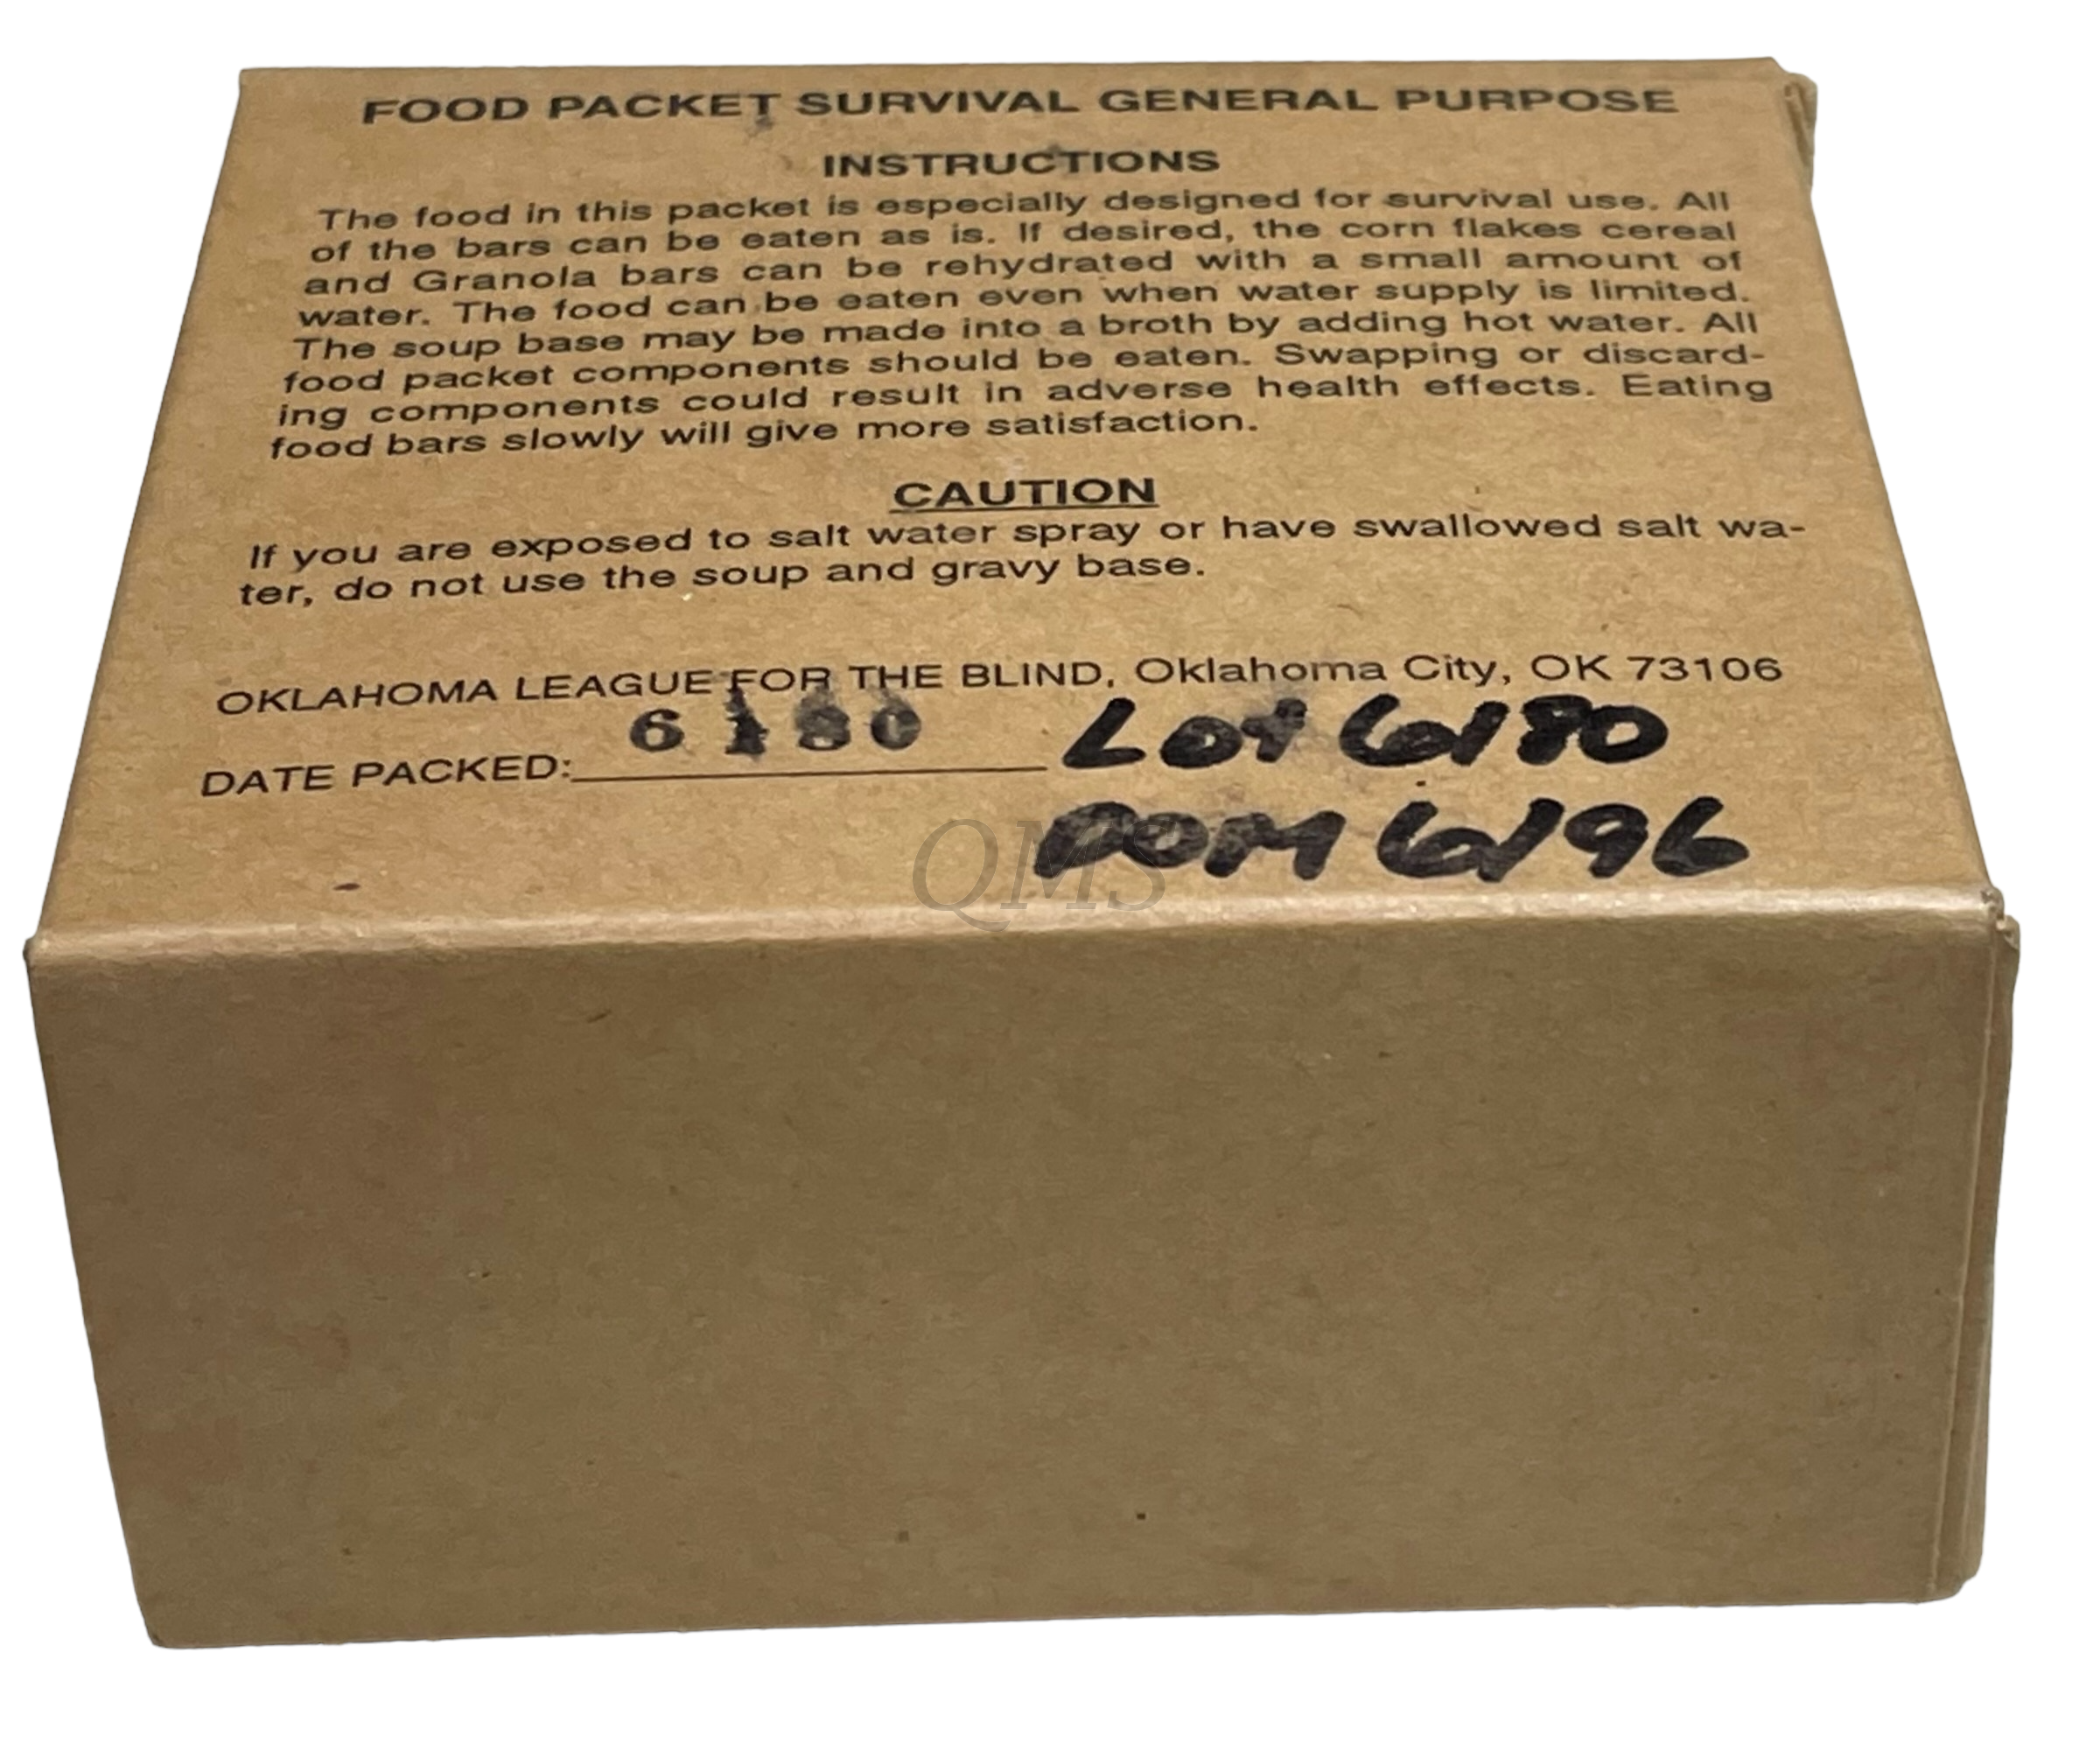 FOOD PACKET SURVIVAL GENERAL PURPOSE
INSTRUCTIONS
The food in this packet is especially designed for survival use. All
of the bars can be eaten as is. If desired, the corn flakes cereal
and Granola bars can be rehydrated with a small amount of
water. The food can be eaten even when water supply is limited.
The soup base may be made into a broth by adding hot water. All
food packet components should be eaten. Swapping or discard-
ing components could result in adverse health effects. Eating
food bars slowly will give more satisfaction.
CAUTION
If you are exposed to salt water spray or have swallowed salt wa-
ter, do not use the soup and gravy base.
OKLAHOMA LEAGUE FOR THE BLIND, Oklahoma City, OK 73106
DATE PACKED: 6180 Lot 6180
DOM 6/96
QMS